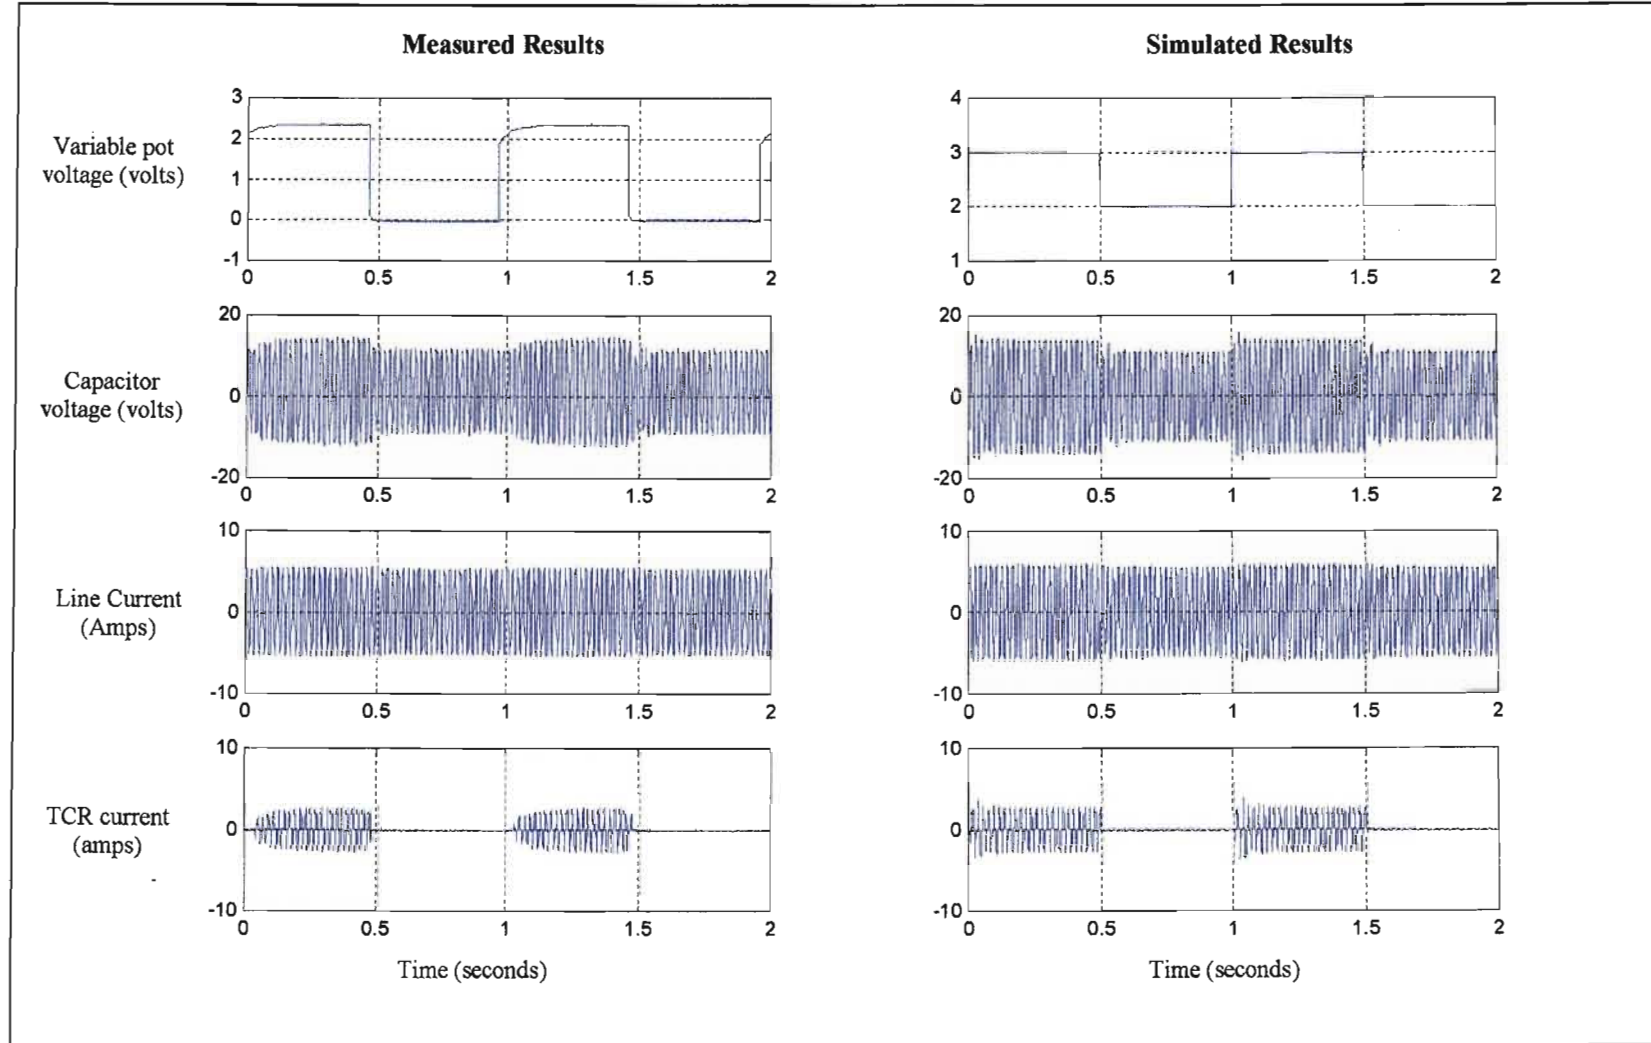 Measured Results
Simulated Results
Variable pot
voltage (volts)
3
2
1
0
-1
0 0.5 1 1.5 2
4
3
2
1
0 0.5 1 1.5 2
Capacitor
voltage (volts)
20
0
-20
0 0.5 1 1.5 2
20
0
-20
0 0.5 1 1.5 2
Line Current
(Amps)
10
0
-10
0 0.5 1 1.5 2
10
0
-10
0 0.5 1 1.5 2
TCR current
(amps)
10
0
-10
0 0.5 1 1.5 2
10
0
-10
0 0.5 1 1.5 2
Time (seconds)
Time (seconds)